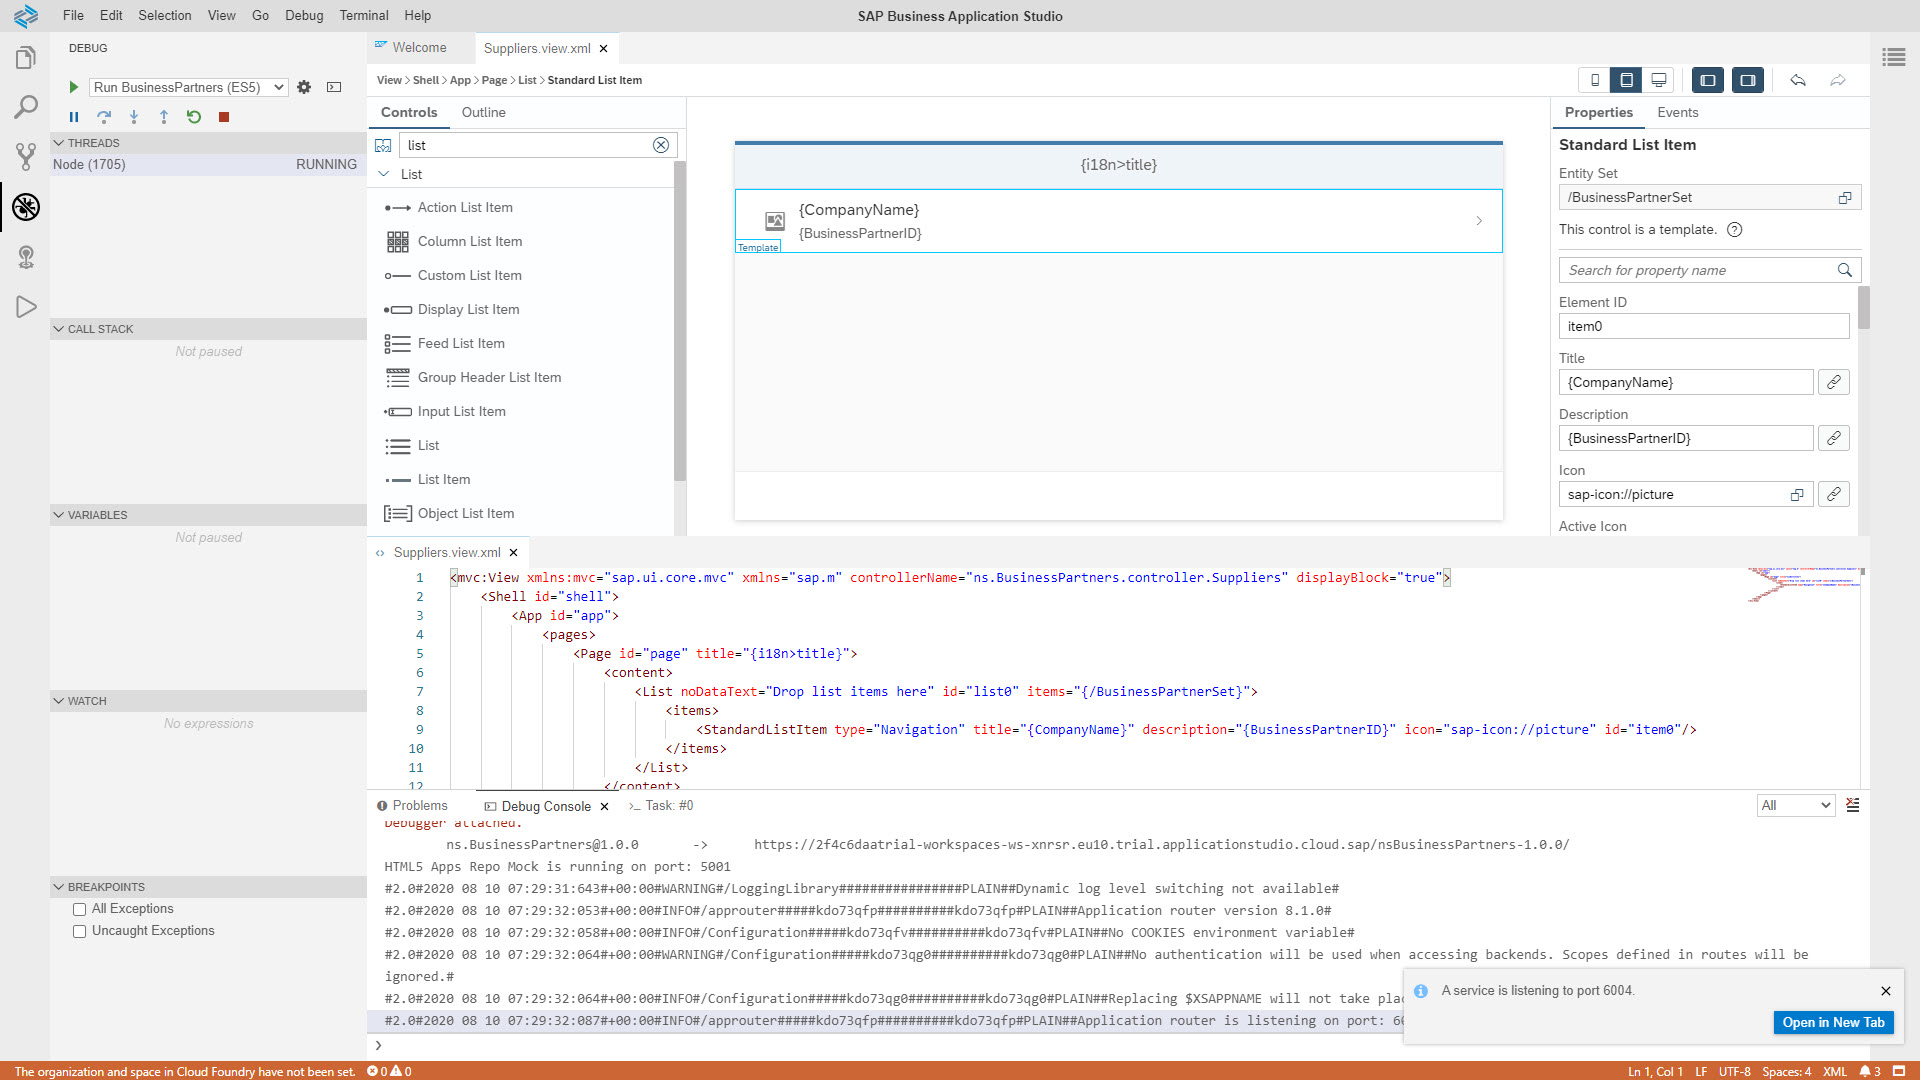 File Edit Selection View Go Debug Terminal Help
SAP Business Application Studio
DEBUG
Run BusinessPartners (ES5)
THREADS
Node (1705) RUNNING
CALL STACK
Not paused
VARIABLES
Not paused
WATCH
No expressions
BREAKPOINTS
All Exceptions
Uncaught Exceptions
Welcome
Suppliers.view.xml
View > Shell > App > Page > List > Standard List Item
Controls Outline
list
List
Action List Item
Column List Item
Custom List Item
Display List Item
Feed List Item
Group Header List Item
Input List Item
List
List Item
Object List Item
{i18n>title}
{CompanyName}
{BusinessPartnerID}
Template
Properties Events
Standard List Item
Entity Set
/BusinessPartnerSet
This control is a template.
Search for property name
Element ID
item0
Title
{CompanyName}
Description
{BusinessPartnerID}
Icon
sap-icon://picture
Active Icon
Suppliers.view.xml
1 <mvc:View xmlns:mvc="sap.ui.core.mvc" xmlns="sap.m" controllerName="ns.BusinessPartners.controller.Suppliers" displayBlock="true">
2 <Shell id="shell">
3 <App id="app">
4 <pages>
5 <Page id="page" title="{i18n>title}">
6 <content>
7 <List noDataText="Drop list items here" id="list0" items="{/BusinessPartnerSet}">
8 <items>
9 <StandardListItem type="Navigation" title="{CompanyName}" description="{BusinessPartnerID}" icon="sap-icon://picture" id="item0"/>
10 </items>
11 </List>
12 </content>
Problems Debug Console Task: #0
All
Debugger attached.
ns.BusinessPartners@1.0.0 -> https://2f4c6daatrial-workspaces-ws-xnrsr.eu10.trial.applicationstudio.cloud.sap/nsBusinessPartners-1.0.0/
HTML5 Apps Repo Mock is running on port: 5001
#2.0#2020 08 10 07:29:31:643#+00:00#WARNING#/LoggingLibrary################PLAIN##Dynamic log level switching not available#
#2.0#2020 08 10 07:29:32:053#+00:00#INFO#/approuter#####kdo73qfp##########kdo73qfp#PLAIN##Application router version 8.1.0#
#2.0#2020 08 10 07:29:32:058#+00:00#INFO#/Configuration#####kdo73qfv##########kdo73qfv#PLAIN##No COOKIES environment variable#
#2.0#2020 08 10 07:29:32:064#+00:00#WARNING#/Configuration#####kdo73qg0##########kdo73qg0#PLAIN##No authentication will be used when accessing backends. Scopes defined in routes will be
ignored.#
#2.0#2020 08 10 07:29:32:064#+00:00#INFO#/Configuration#####kdo73qg0##########kdo73qg0#PLAIN##Replacing $XSAPPNAME will not take plac
#2.0#2020 08 10 07:29:32:087#+00:00#INFO#/approuter#####kdo73qfp##########kdo73qfp#PLAIN##Application router is listening on port: 60
A service is listening to port 6004.
Open in New Tab
The organization and space in Cloud Foundry have not been set. 0 0
Ln 1, Col 1 LF UTF-8 Spaces: 4 XML 3